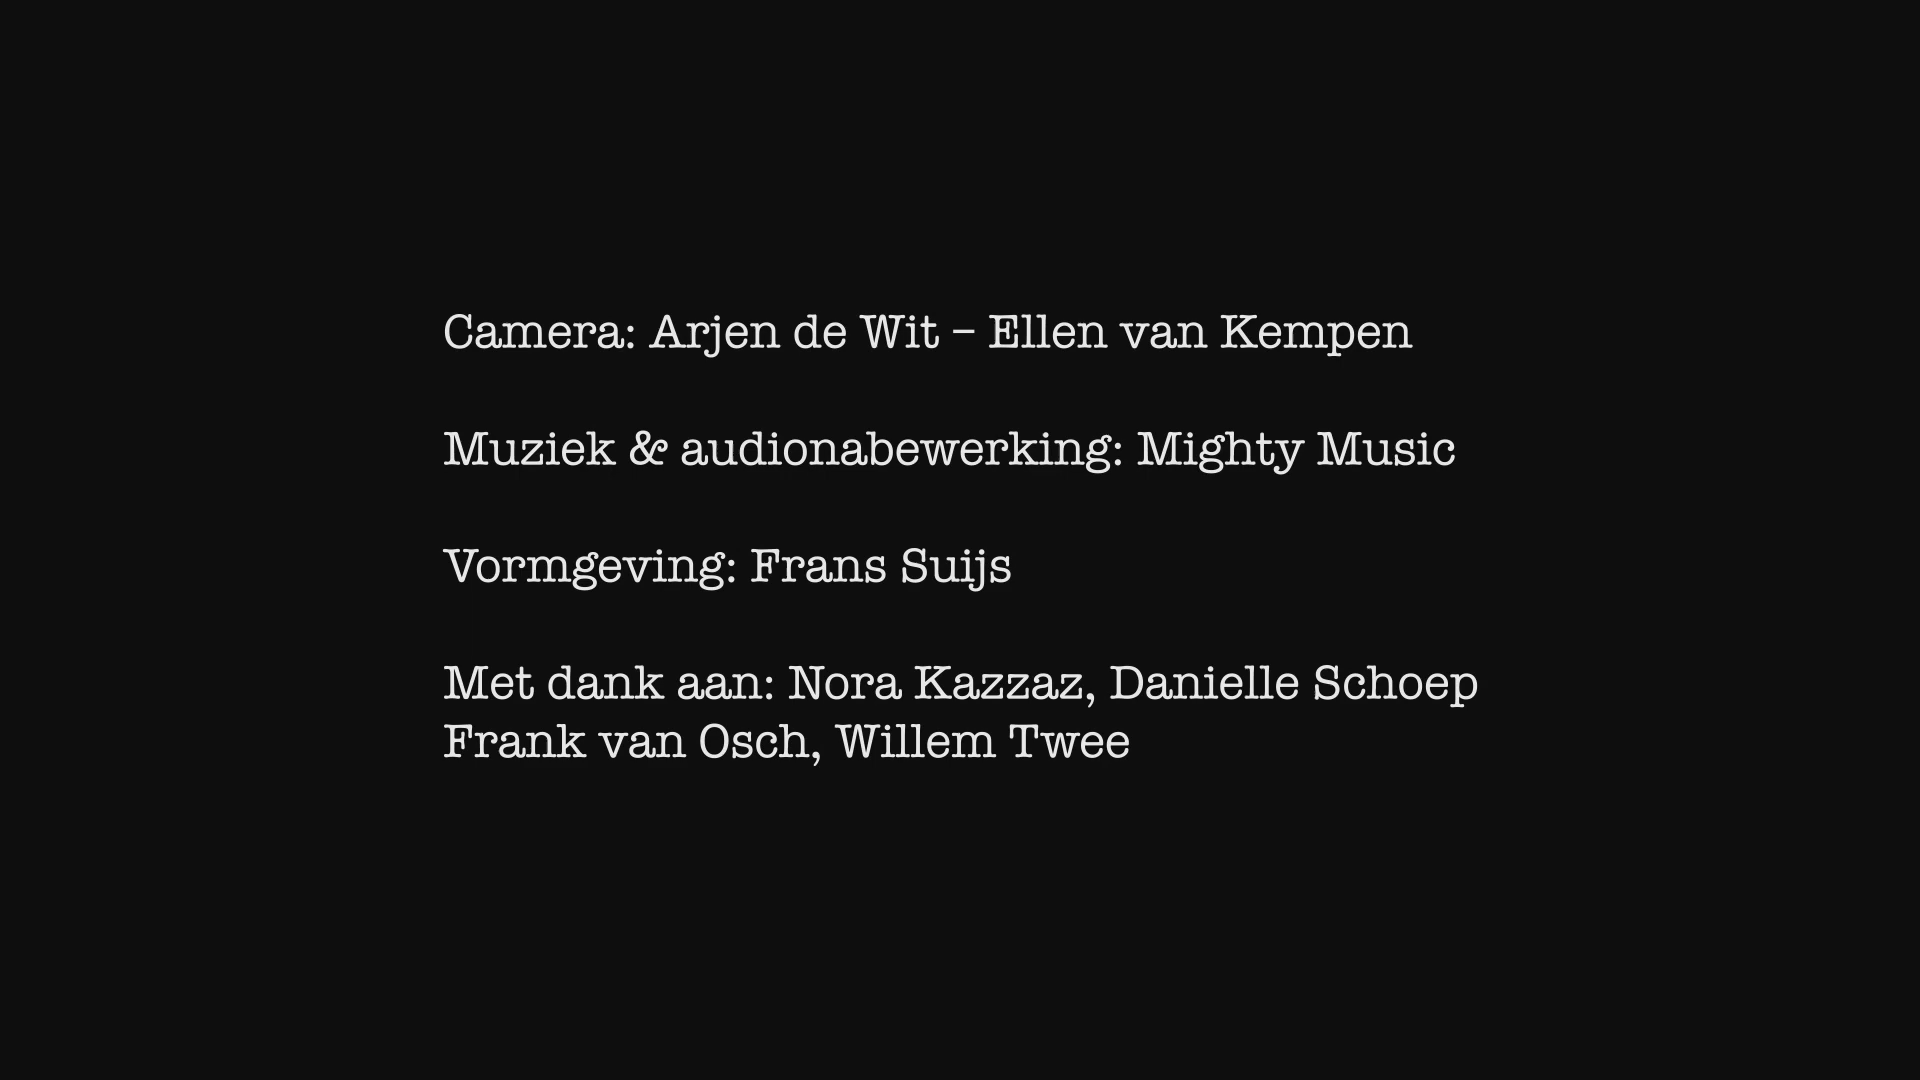 Camera: Arjen de Wit – Ellen van Kempen
Muziek & audionabewerking: Mighty Music
Vormgeving: Frans Suijs
Met dank aan: Nora Kazzaz, Danielle Schoep
Frank van Osch, Willem Twee